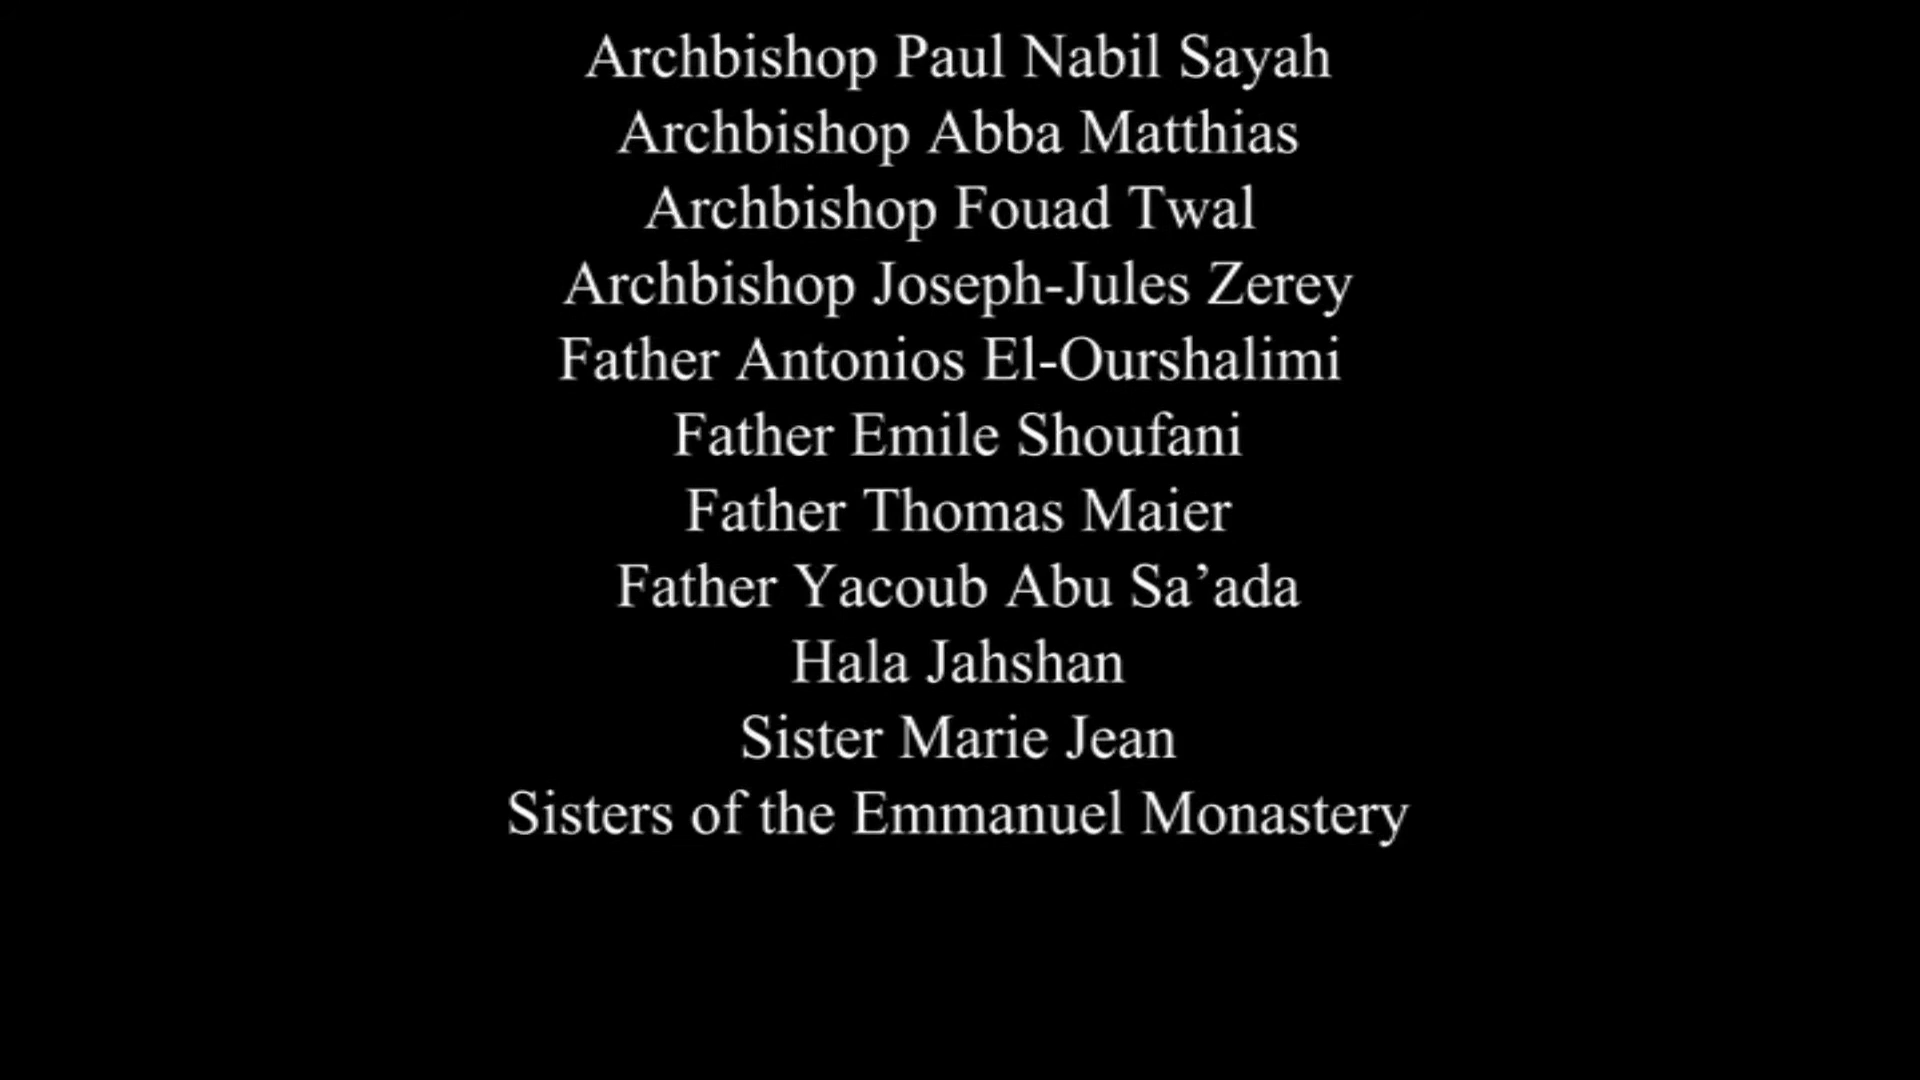 Archbishop Paul Nabil Sayah
Archbishop Abba Matthias
Archbishop Fouad Twal
Archbishop Joseph-Jules Zerey
Father Antonios El-Ourshalimi
Father Emile Shoufani
Father Thomas Maier
Father Yacoub Abu Sa’ada
Hala Jahshan
Sister Marie Jean
Sisters of the Emmanuel Monastery